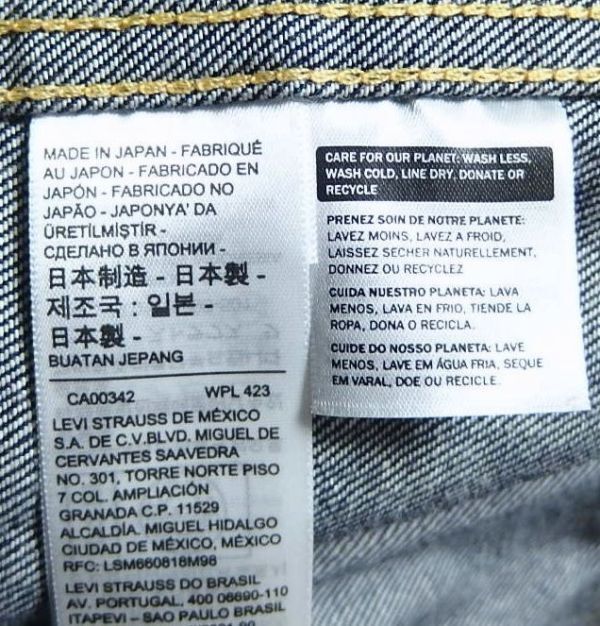 MADE IN JAPAN - FABRIQUÉ
AU JAPON - FABRICADO EN
JAPÓN - FABRICADO NO
JAPÃO - JAPONYA' DA
ÜRETİLMİŞTİR -
СДЕЛАНО В ЯПОНИИ -
日本制造 - 日本製 -
제조국 : 일본 -
日本製 -
BUATAN JEPANG
CA00342 WPL 423
LEVI STRAUSS DE MÉXICO
S.A. DE C.V.BLVD. MIGUEL DE
CERVANTES SAAVEDRA
NO. 301, TORRE NORTE PISO
7 COL. AMPLIACIÓN
GRANADA C.P. 11529
ALCALDÍA. MIGUEL HIDALGO
CIUDAD DE MÉXICO, MÉXICO
RFC: LSM660818M98
LEVI STRAUSS DO BRASIL
AV. PORTUGAL, 400 06690-110
ITAPEVI - SAO PAULO BRASIL
CARE FOR OUR PLANET: WASH LESS,
WASH COLD, LINE DRY, DONATE OR
RECYCLE
PRENEZ SOIN DE NOTRE PLANETE:
LAVEZ MOINS, LAVEZ A FROID,
LAISSEZ SECHER NATURELLEMENT,
DONNEZ OU RECYCLEZ
CUIDA NUESTRO PLANETA: LAVA
MENOS, LAVA EN FRIO, TIENDE LA
ROPA, DONA O RECICLA.
CUIDE DO NOSSO PLANETA: LAVE
MENOS, LAVE EM ÁGUA FRIA, SEQUE
EM VARAL, DOE OU RECICLE.